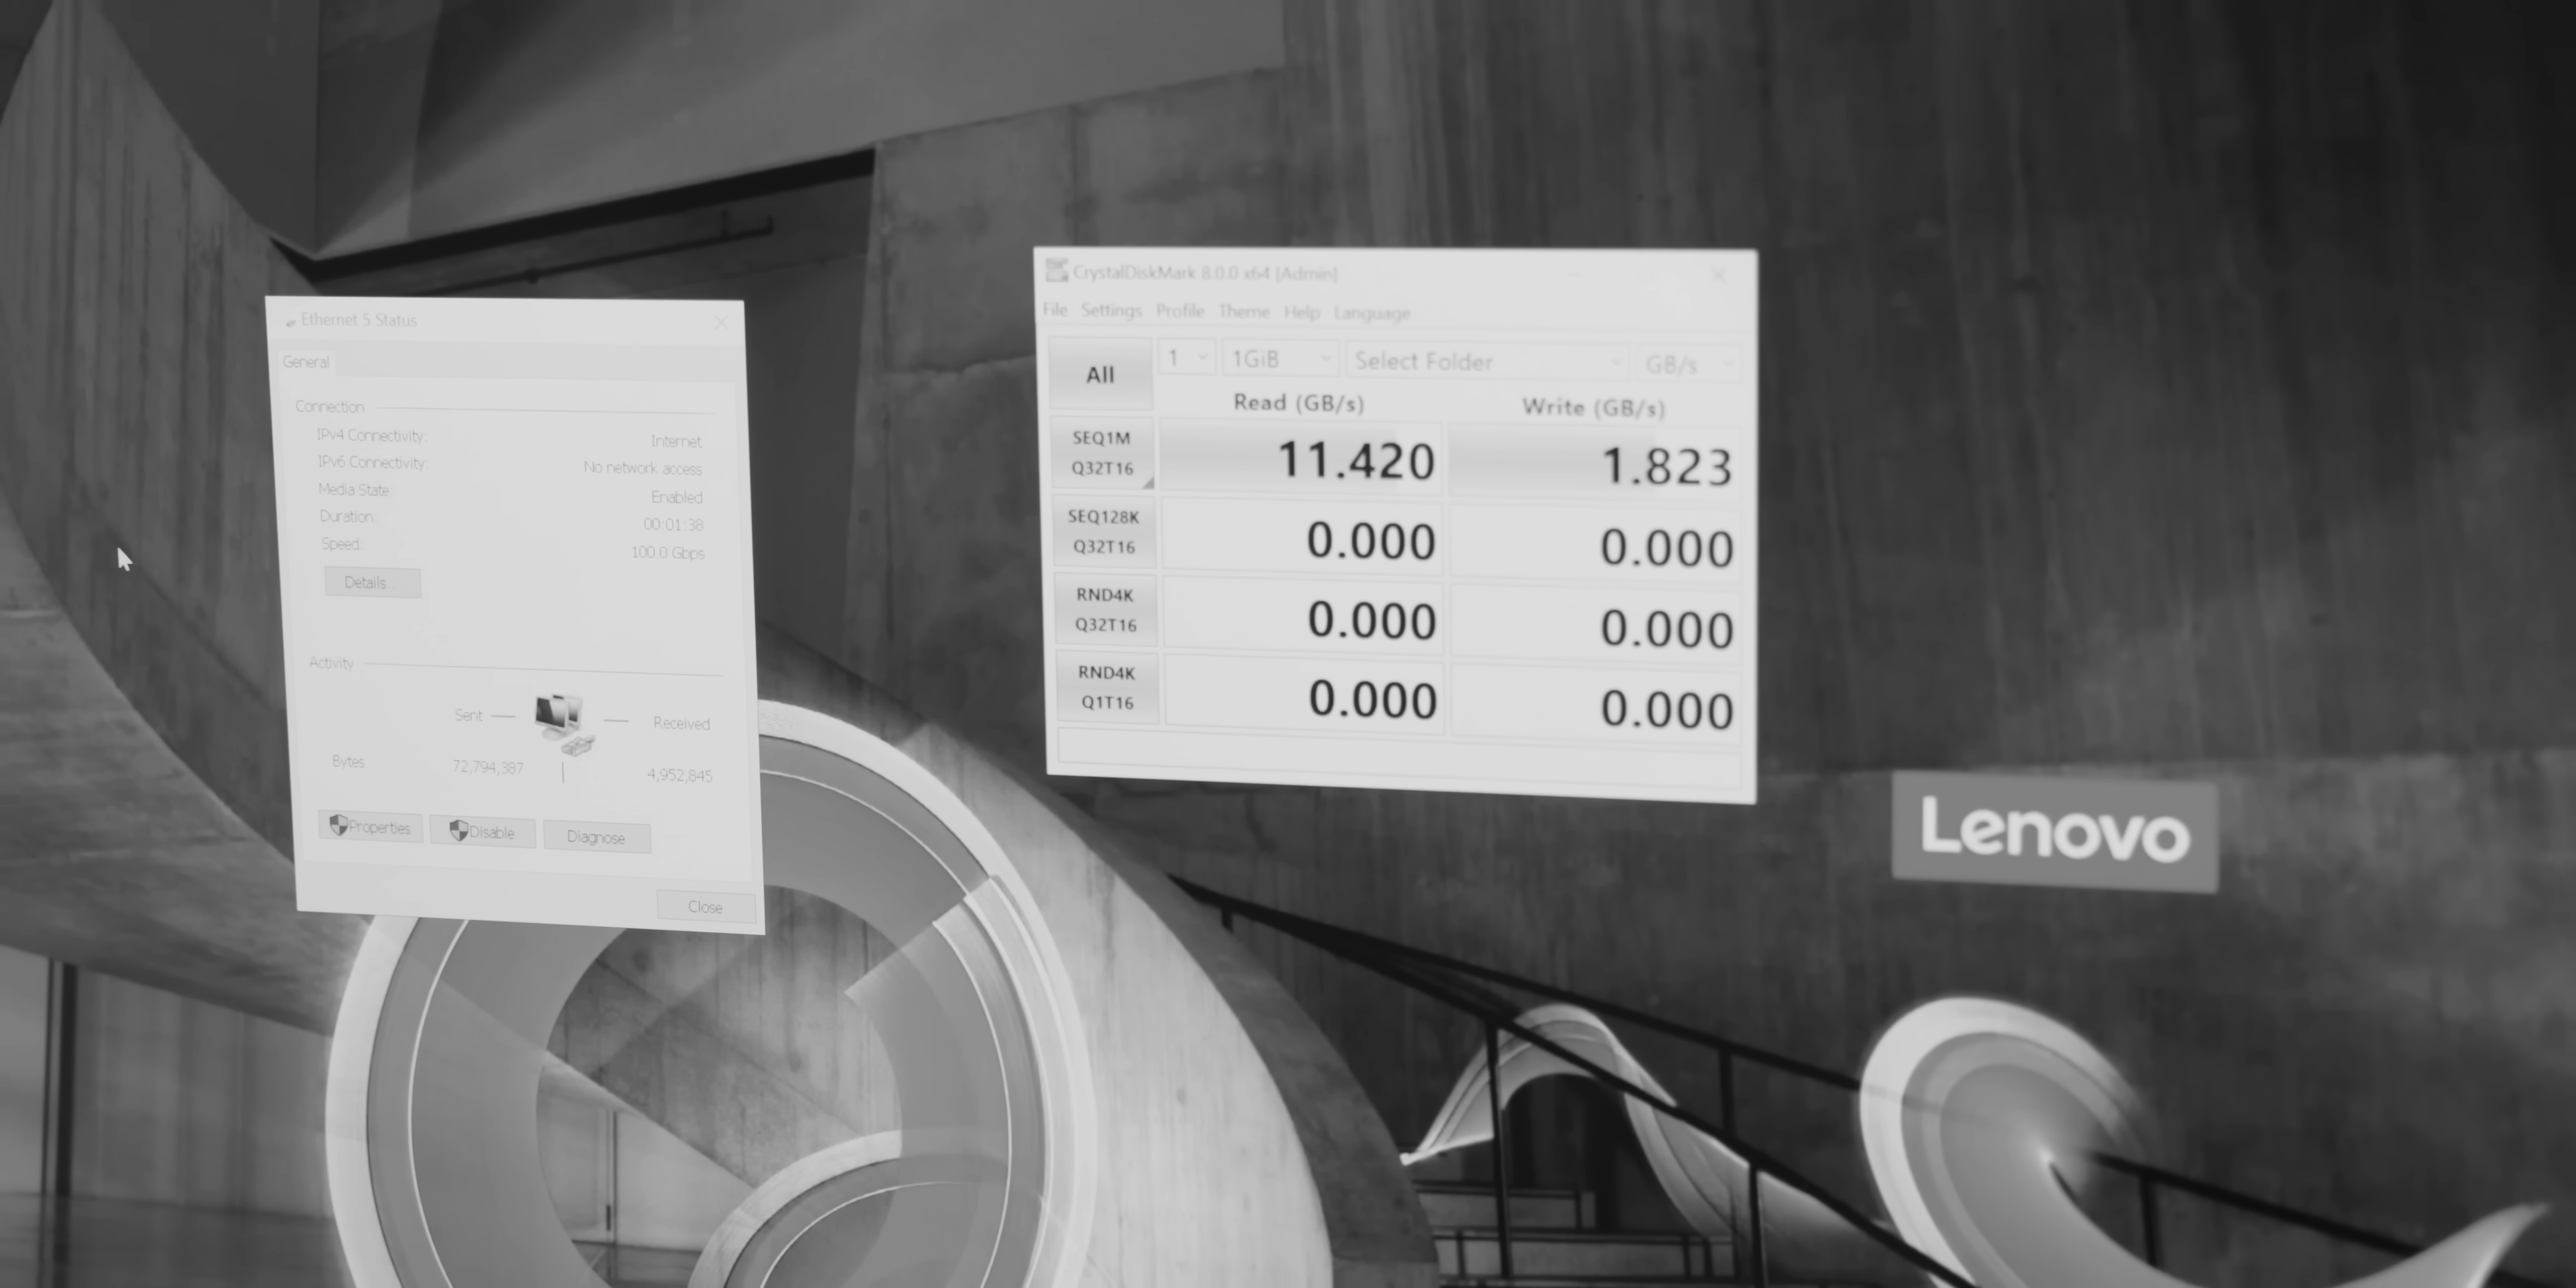 Ethernet 5 Status
General
Connection
IPv4 Connectivity: Internet
IPv6 Connectivity: No network access
Media State: Enabled
Duration: 00:01:38
Speed: 100.0 Gbps
Details...
Activity
Sent Received
Bytes 72,794,387 4,952,845
Properties Disable Diagnose
Close
CrystalDiskMark 8.0.0 x64 [Admin]
File Settings Profile Theme Help Language
All 1 1GiB Select Folder GB/s
Read (GB/s) Write (GB/s)
SEQ1M
Q32T16 11.420 1.823
SEQ128K
Q32T16 0.000 0.000
RND4K
Q32T16 0.000 0.000
RND4K
Q1T16 0.000 0.000
Lenovo